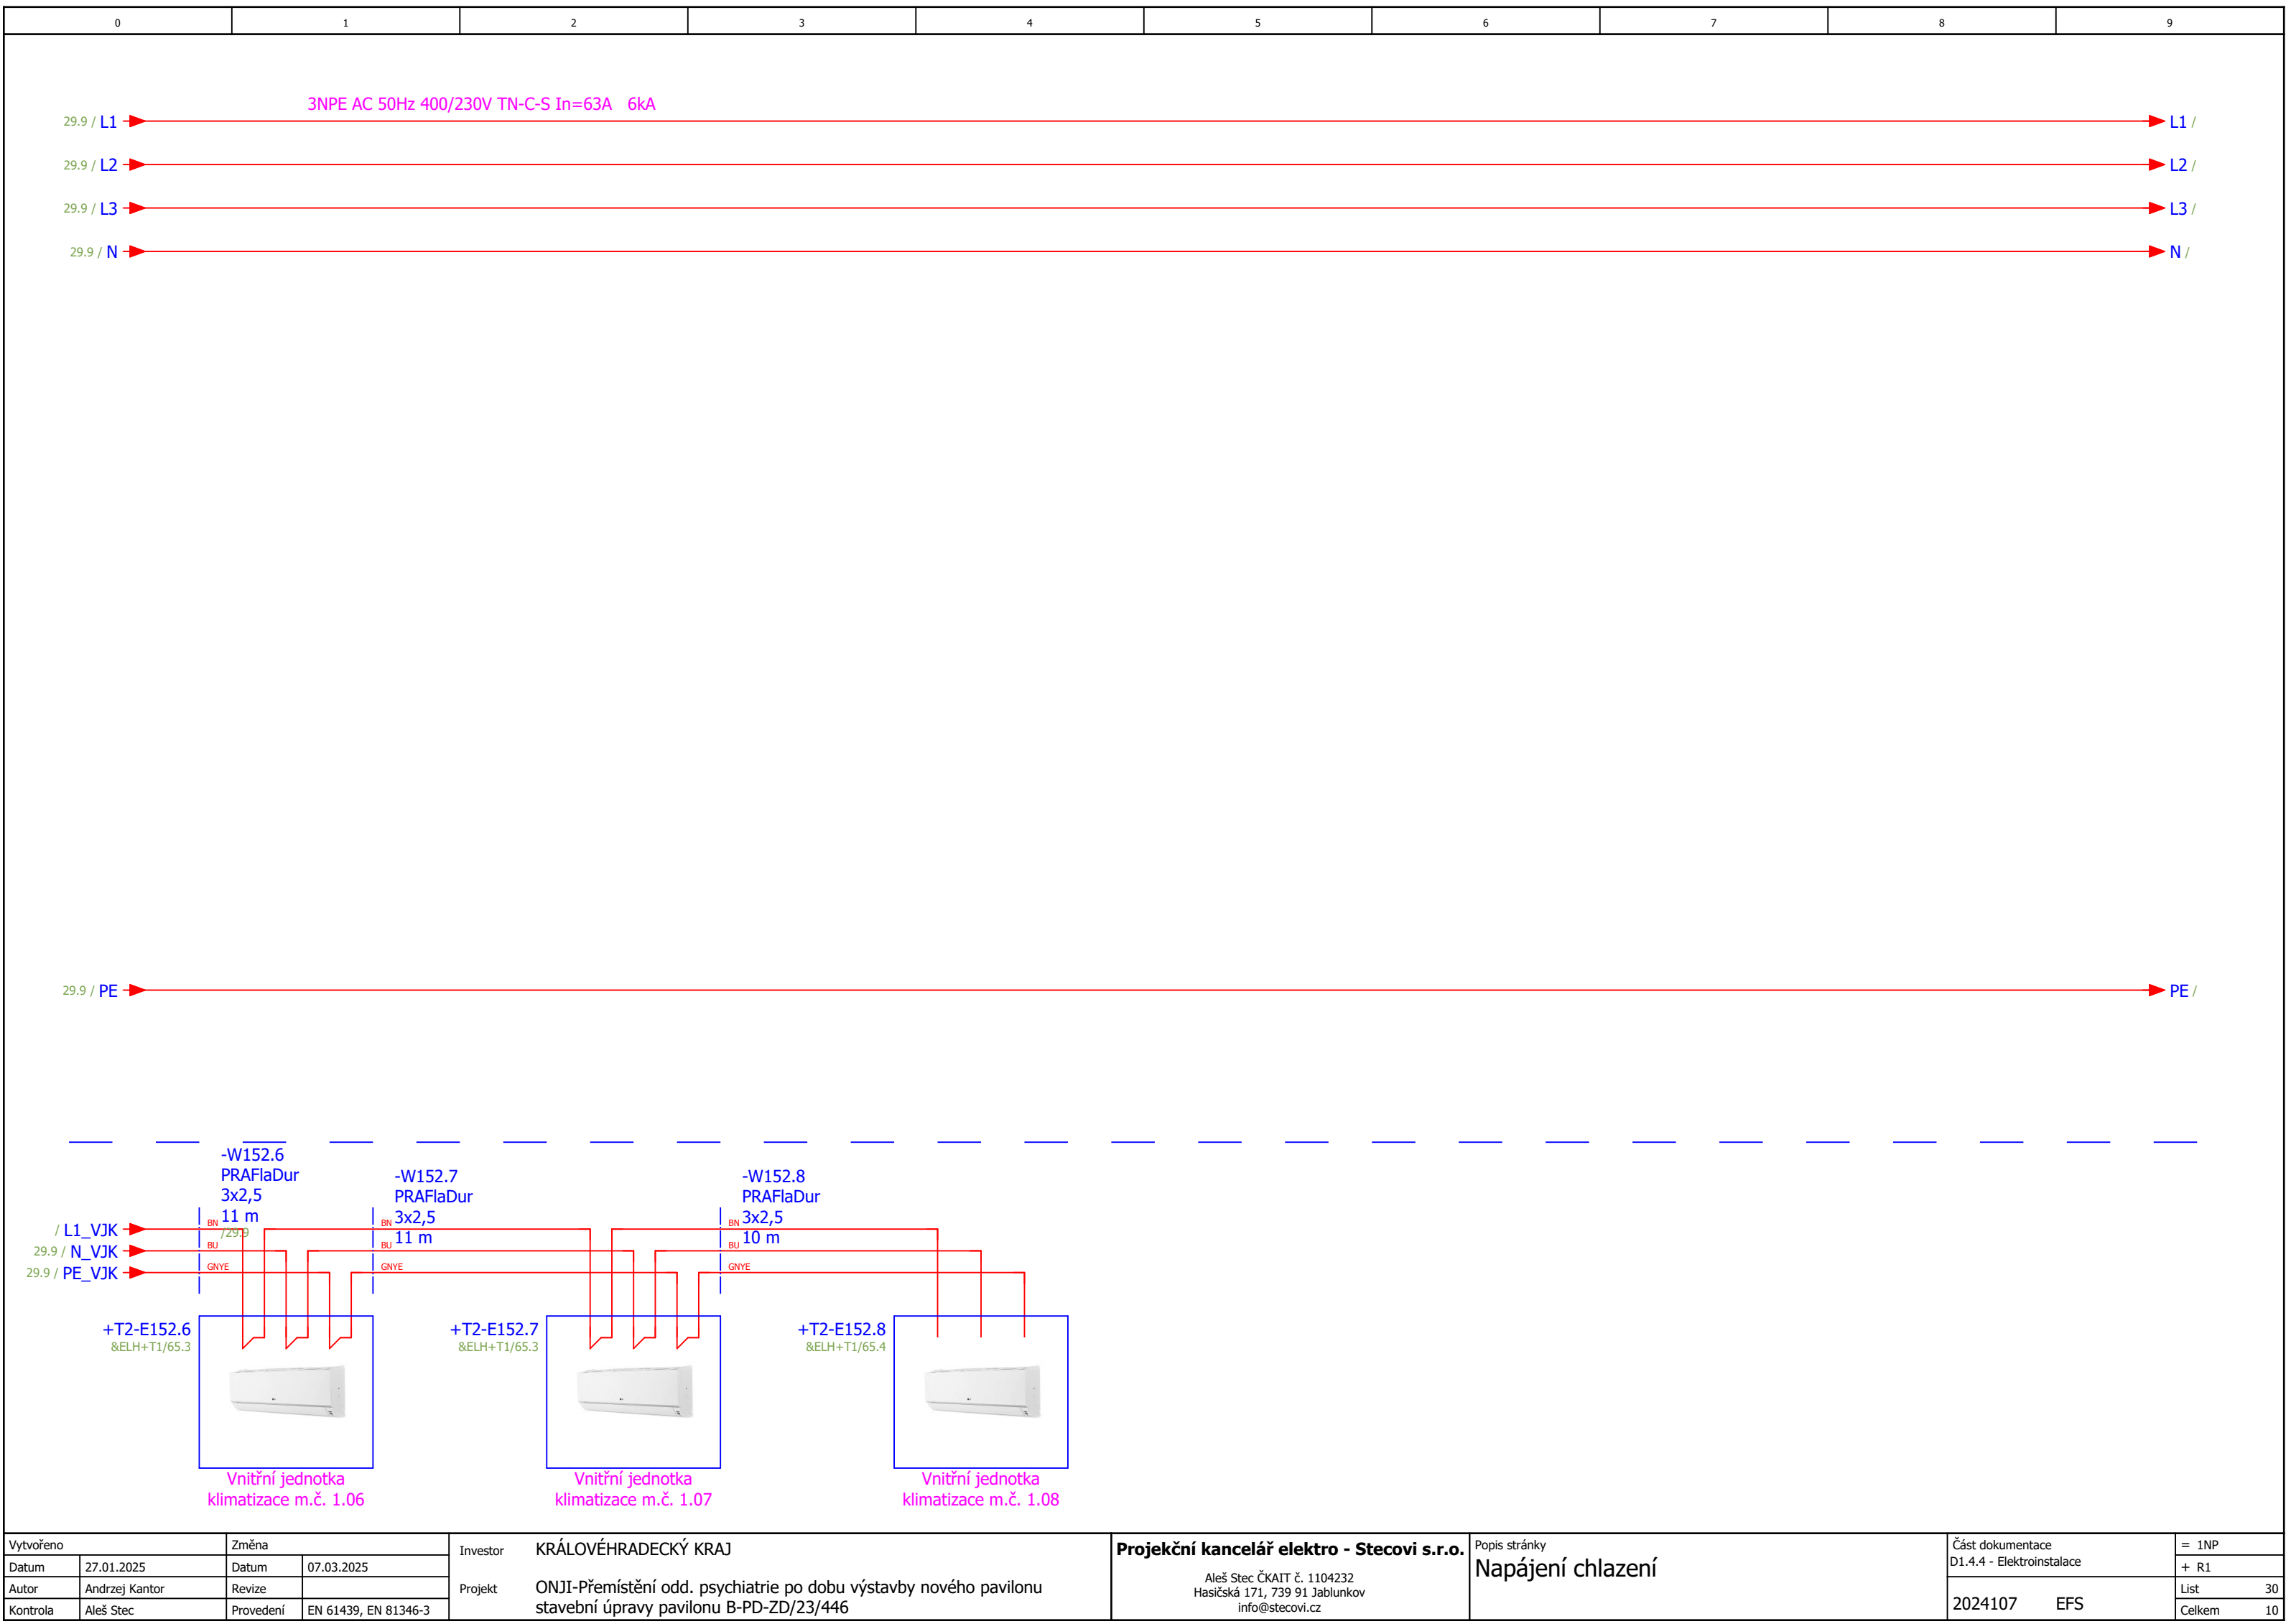 0 1 2 3 4 5 6 7 8 9
3NPE AC 50Hz 400/230V TN-C-S In=63A 6kA
29.9 / L1 L1 /
29.9 / L2 L2 /
29.9 / L3 L3 /
29.9 / N N /
29.9 / PE PE /
-W152.6
PRAFlaDur
3x2,5
11 m
/29.9
-W152.7
PRAFlaDur
3x2,5
11 m
-W152.8
PRAFlaDur
3x2,5
10 m
/ L1_VJK BN BN BN
29.9 / N_VJK BU BU BU
29.9 / PE_VJK GNYE GNYE GNYE
+T2-E152.6
&ELH+T1/65.3
+T2-E152.7
&ELH+T1/65.3
+T2-E152.8
&ELH+T1/65.4
Vnitřní jednotka
klimatizace m.č. 1.06
Vnitřní jednotka
klimatizace m.č. 1.07
Vnitřní jednotka
klimatizace m.č. 1.08
Vytvořeno Změna
Datum 27.01.2025 Datum 07.03.2025
Autor Andrzej Kantor Revize
Kontrola Aleš Stec Provedení EN 61439, EN 81346-3
Investor KRÁLOVÉHRADECKÝ KRAJ
Projekt ONJI-Přemístění odd. psychiatrie po dobu výstavby nového pavilonu
stavební úpravy pavilonu B-PD-ZD/23/446
Projekční kancelář elektro - Stecovi s.r.o.
Aleš Stec ČKAIT č. 1104232
Hasičská 171, 739 91 Jablunkov
info@stecovi.cz
Popis stránky
Napájení chlazení
Část dokumentace
D1.4.4 - Elektroinstalace
2024107 EFS
= 1NP
+ R1
List 30
Celkem 10